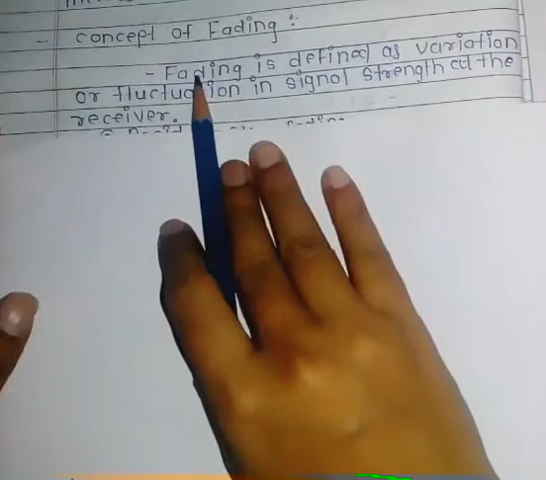 - concept of Fading :-
- Fading is defined as variation
or fluctuation in signal strength at the
receiver.